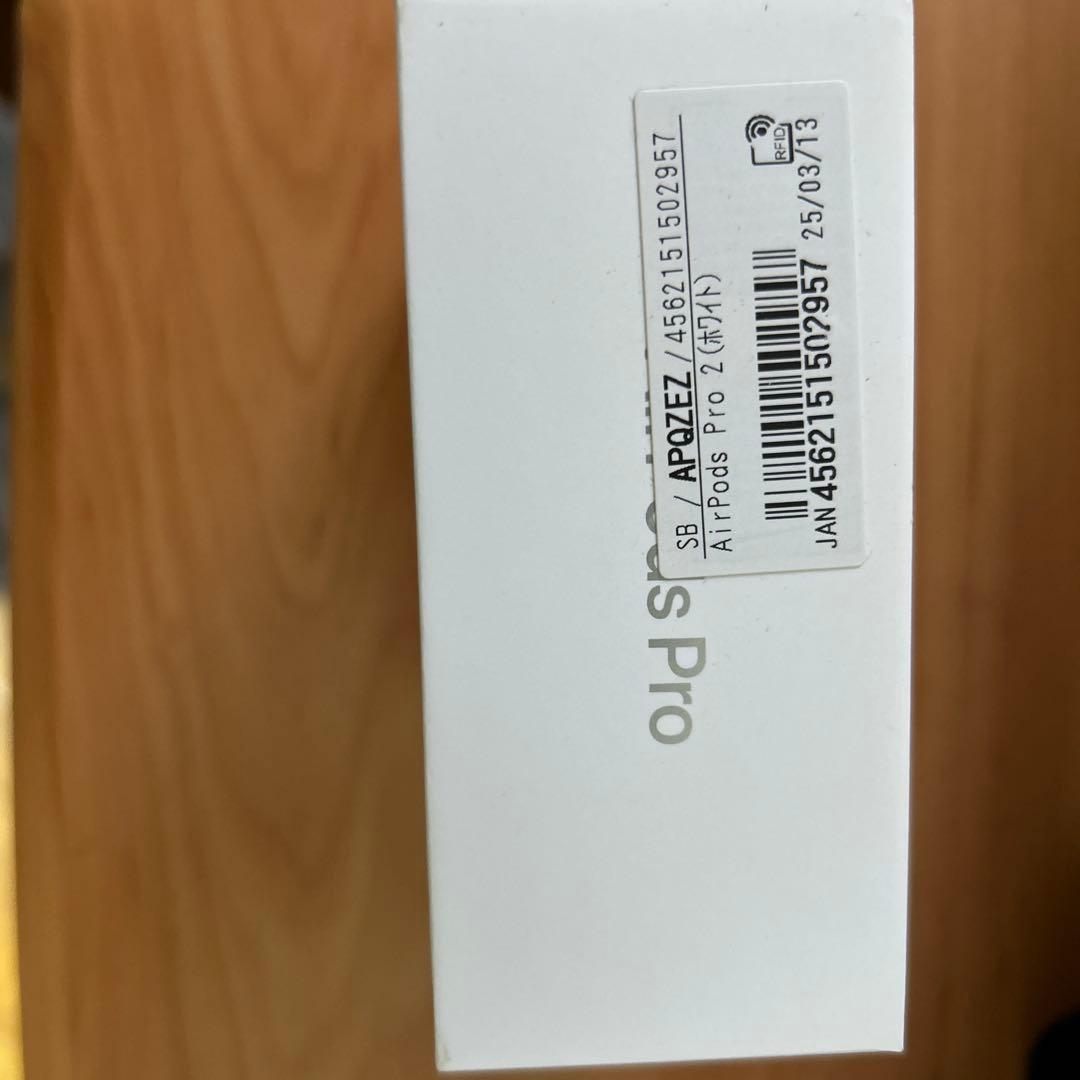 SB / APQZEZ / 4562151502957
AirPods Pro 2(ホワイト)
RFID
25/03/13
JAN 4562151502957
Pro